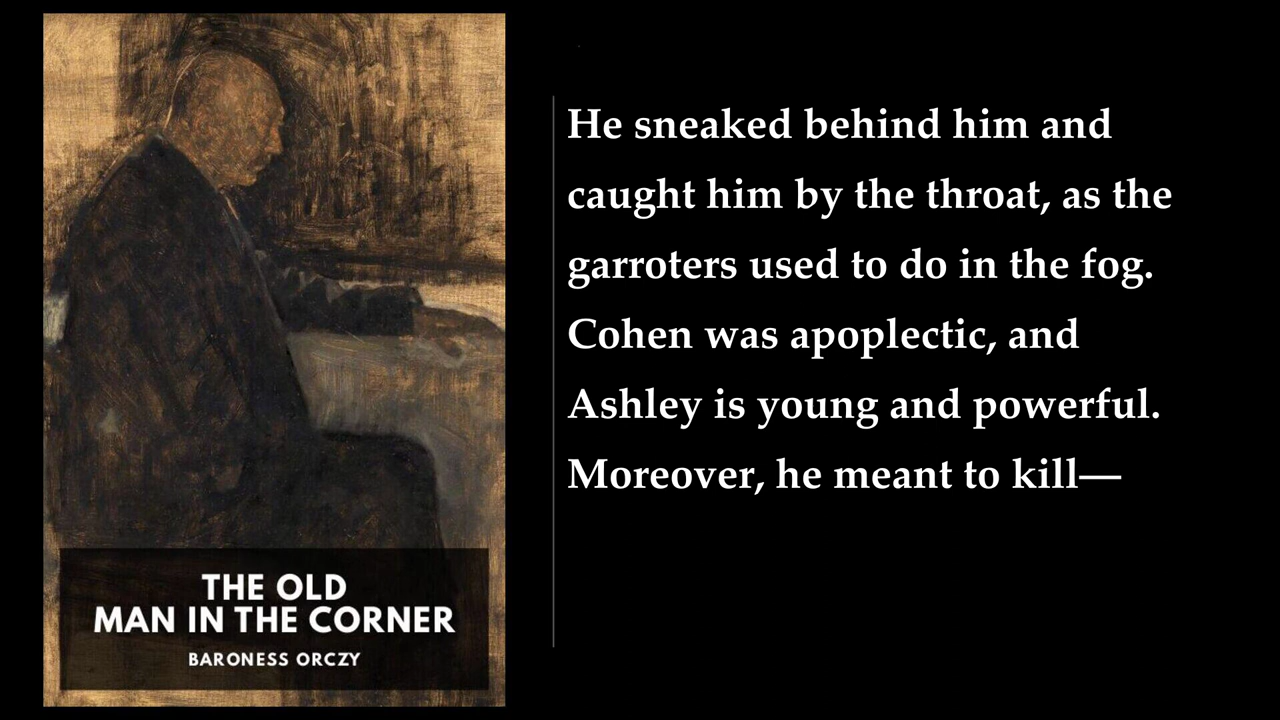 THE OLD
MAN IN THE CORNER
BARONESS ORCZY
He sneaked behind him and
caught him by the throat, as the
garroters used to do in the fog.
Cohen was apoplectic, and
Ashley is young and powerful.
Moreover, he meant to kill—